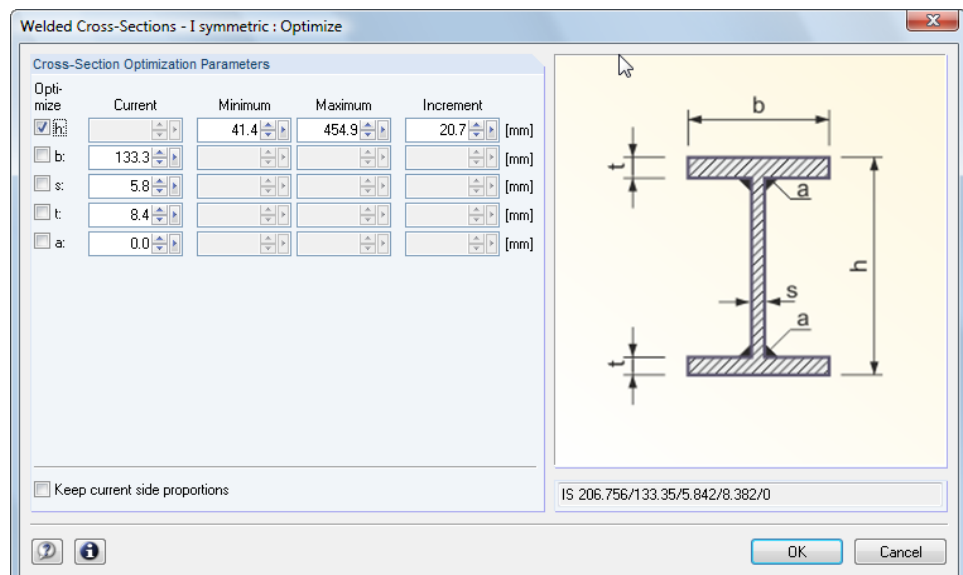 Welded Cross-Sections - I symmetric : Optimize
Cross-Section Optimization Parameters
Opti-
mize Current Minimum Maximum Increment
h: 41.4 454.9 20.7 [mm]
b: 133.3 [mm]
s: 5.8 [mm]
t: 8.4 [mm]
a: 0.0 [mm]
Keep current side proportions
b
t
a
h
s
a
t
IS 206.756/133.35/5.842/8.382/0
OK Cancel